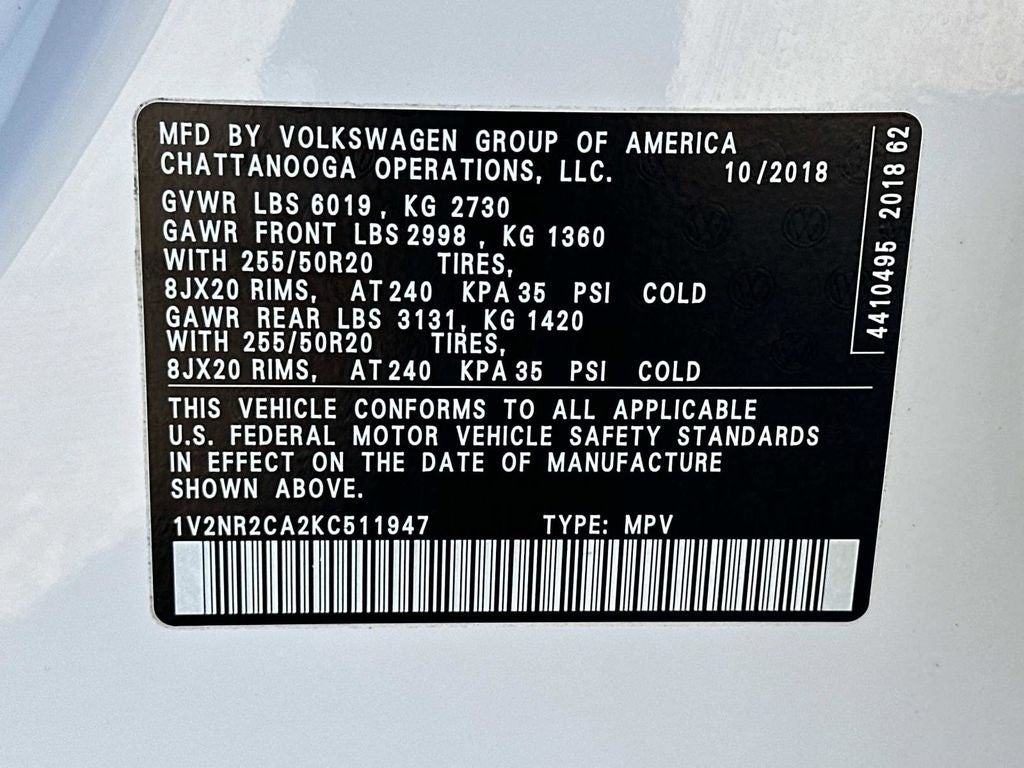 MFD BY VOLKSWAGEN GROUP OF AMERICA
CHATTANOOGA OPERATIONS, LLC. 10/2018
GVWR LBS 6019, KG 2730
GAWR FRONT LBS 2998, KG 1360
WITH 255/50R20 TIRES,
8JX20 RIMS, AT 240 KPA 35 PSI COLD
GAWR REAR LBS 3131, KG 1420
WITH 255/50R20 TIRES,
8JX20 RIMS, AT 240 KPA 35 PSI COLD
THIS VEHICLE CONFORMS TO ALL APPLICABLE
U.S. FEDERAL MOTOR VEHICLE SAFETY STANDARDS
IN EFFECT ON THE DATE OF MANUFACTURE
SHOWN ABOVE.
1V2NR2CA2KC511947 TYPE: MPV
4410495 2018 62